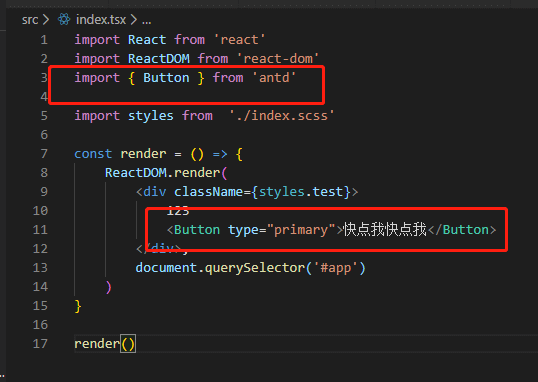 src > index.tsx > ...
1 import React from 'react'
2 import ReactDOM from 'react-dom'
3 import { Button } from 'antd'
4
5 import styles from './index.scss'
6
7 const render = () => {
8 ReactDOM.render(
9 <div className={styles.test}>
10 123
11 <Button type="primary">快点我快点我</Button>
12 </div>,
13 document.querySelector('#app')
14 )
15 }
16
17 render()